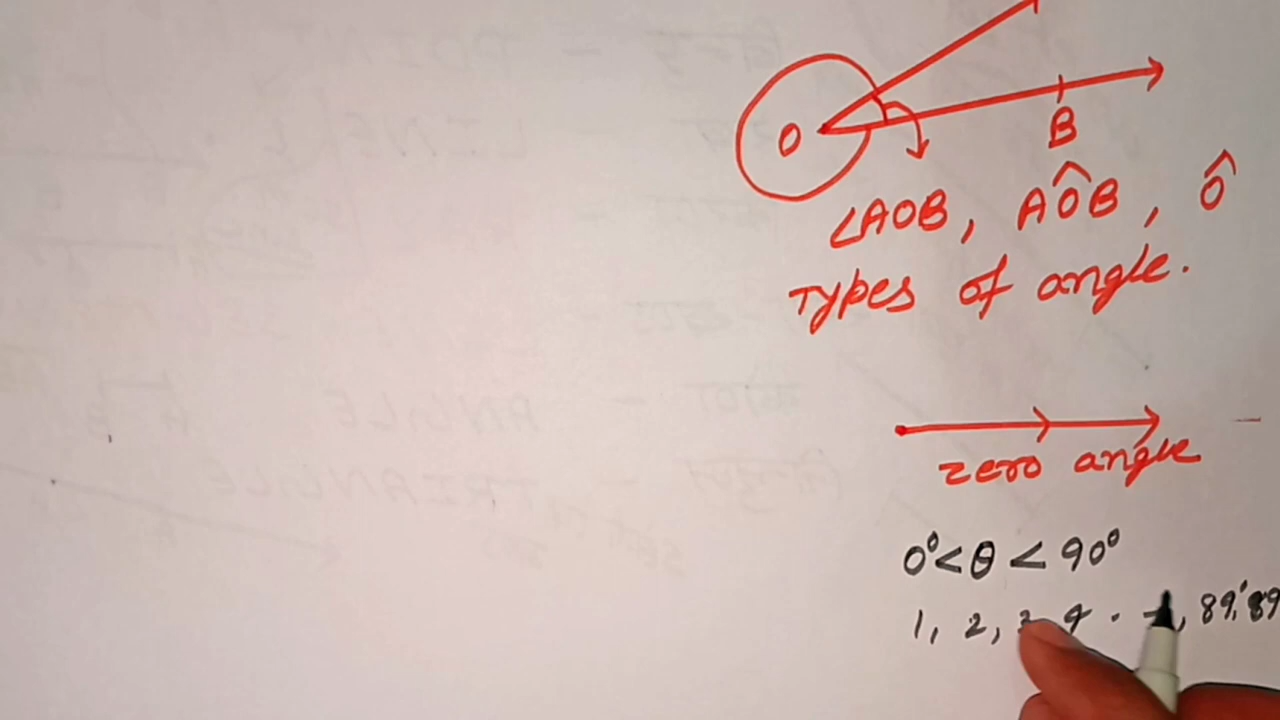 O
B
∠AOB, AÔB, Ô
Types of angle.
zero angle
0° < θ < 90°
1, 2, 3, 4 . -, 89, 89